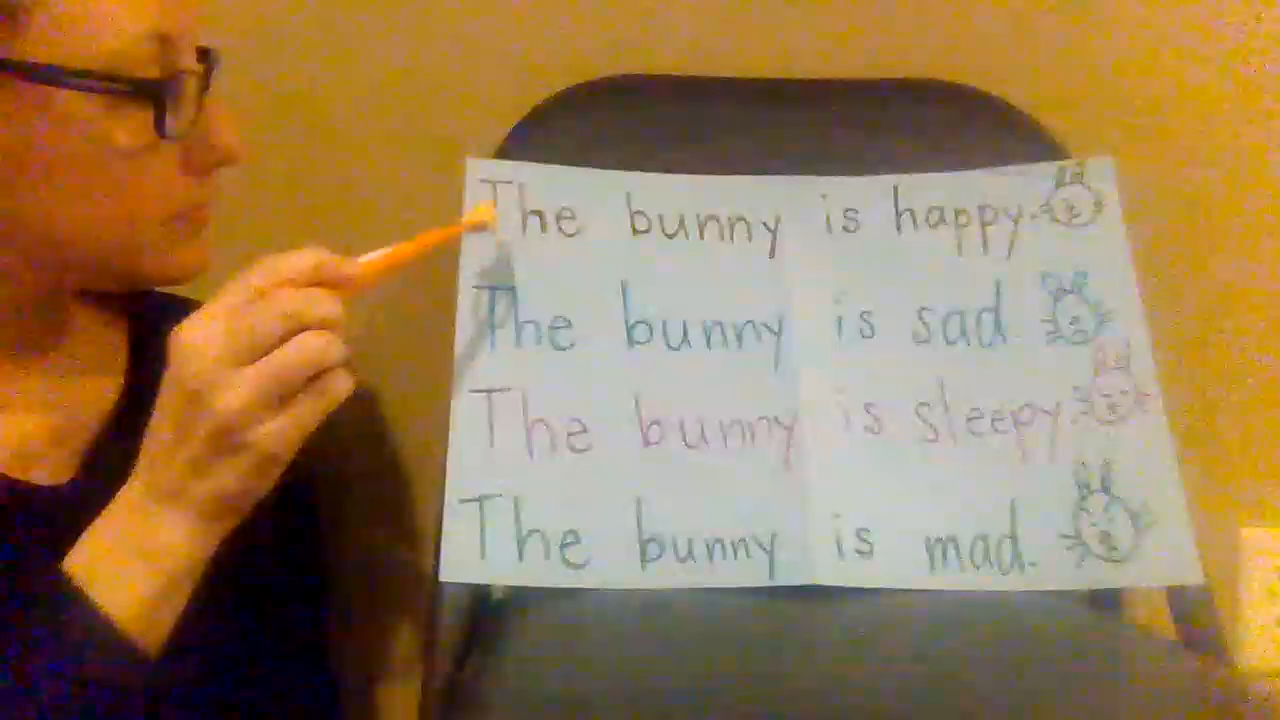 The bunny is happy.
The bunny is sad.
The bunny is sleepy.
The bunny is mad.